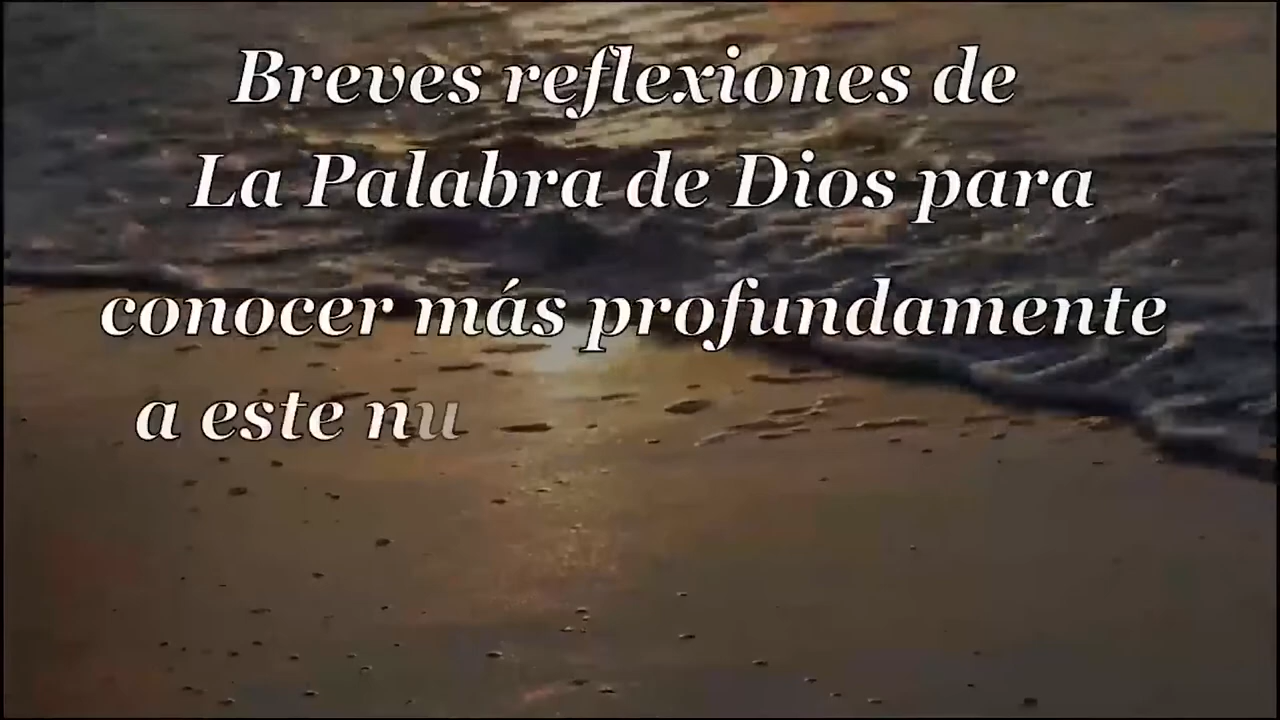 Breves reflexiones de
La Palabra de Dios para
conocer más profundamente
a este nu